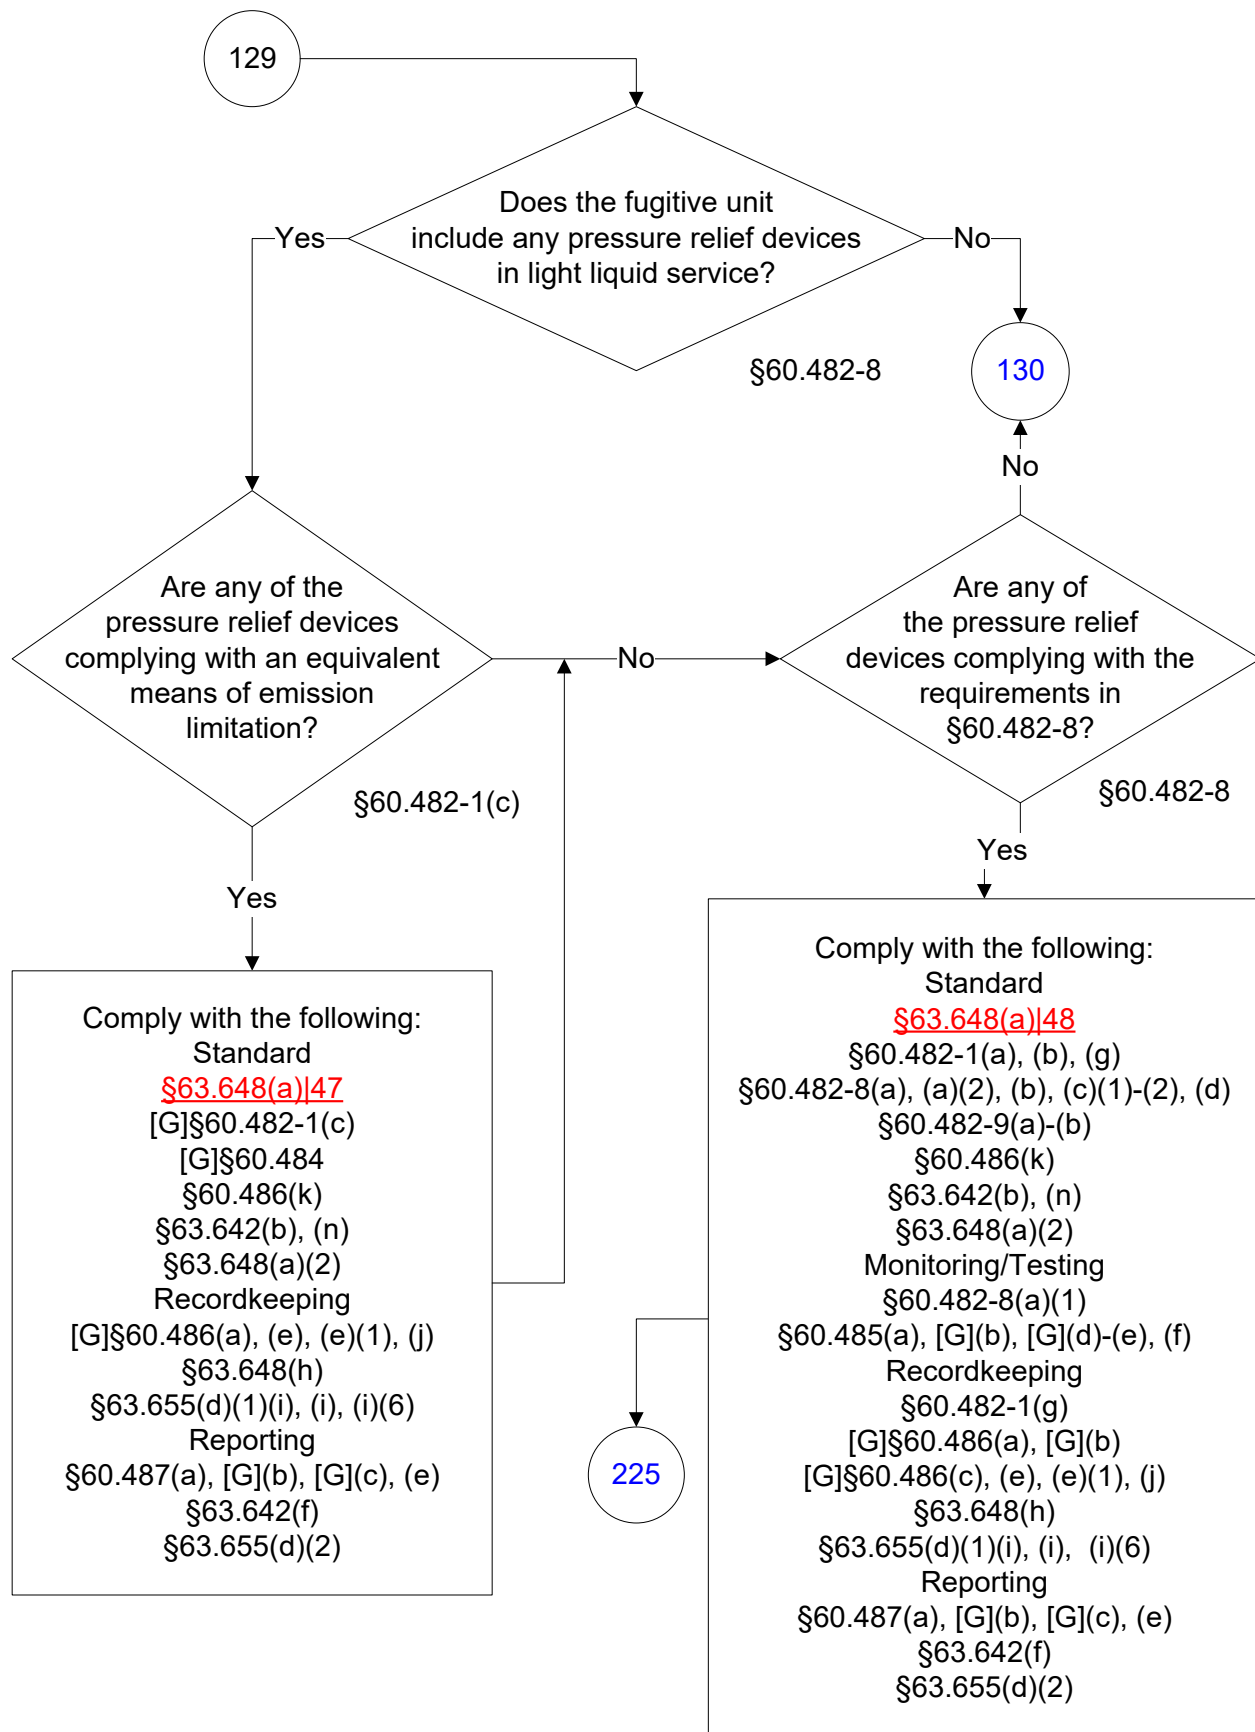 129
Does the fugitive unit
include any pressure relief devices
in light liquid service?
Yes
No
§60.482-8
130
No
Are any of the
pressure relief devices
complying with an equivalent
means of emission
limitation?
No
Are any of
the pressure relief
devices complying with the
requirements in
§60.482-8?
§60.482-1(c)
§60.482-8
Yes
Yes
Comply with the following:
Standard
§63.648(a)|47
[G]§60.482-1(c)
[G]§60.484
§60.486(k)
§63.642(b), (n)
§63.648(a)(2)
Recordkeeping
[G]§60.486(a), (e), (e)(1), (j)
§63.648(h)
§63.655(d)(1)(i), (i), (i)(6)
Reporting
§60.487(a), [G](b), [G](c), (e)
§63.642(f)
§63.655(d)(2)
225
Comply with the following:
Standard
§63.648(a)|48
§60.482-1(a), (b), (g)
§60.482-8(a), (a)(2), (b), (c)(1)-(2), (d)
§60.482-9(a)-(b)
§60.486(k)
§63.642(b), (n)
§63.648(a)(2)
Monitoring/Testing
§60.482-8(a)(1)
§60.485(a), [G](b), [G](d)-(e), (f)
Recordkeeping
§60.482-1(g)
[G]§60.486(a), [G](b)
[G]§60.486(c), (e), (e)(1), (j)
§63.648(h)
§63.655(d)(1)(i), (i),  (i)(6)
Reporting
§60.487(a), [G](b), [G](c), (e)
§63.642(f)
§63.655(d)(2)